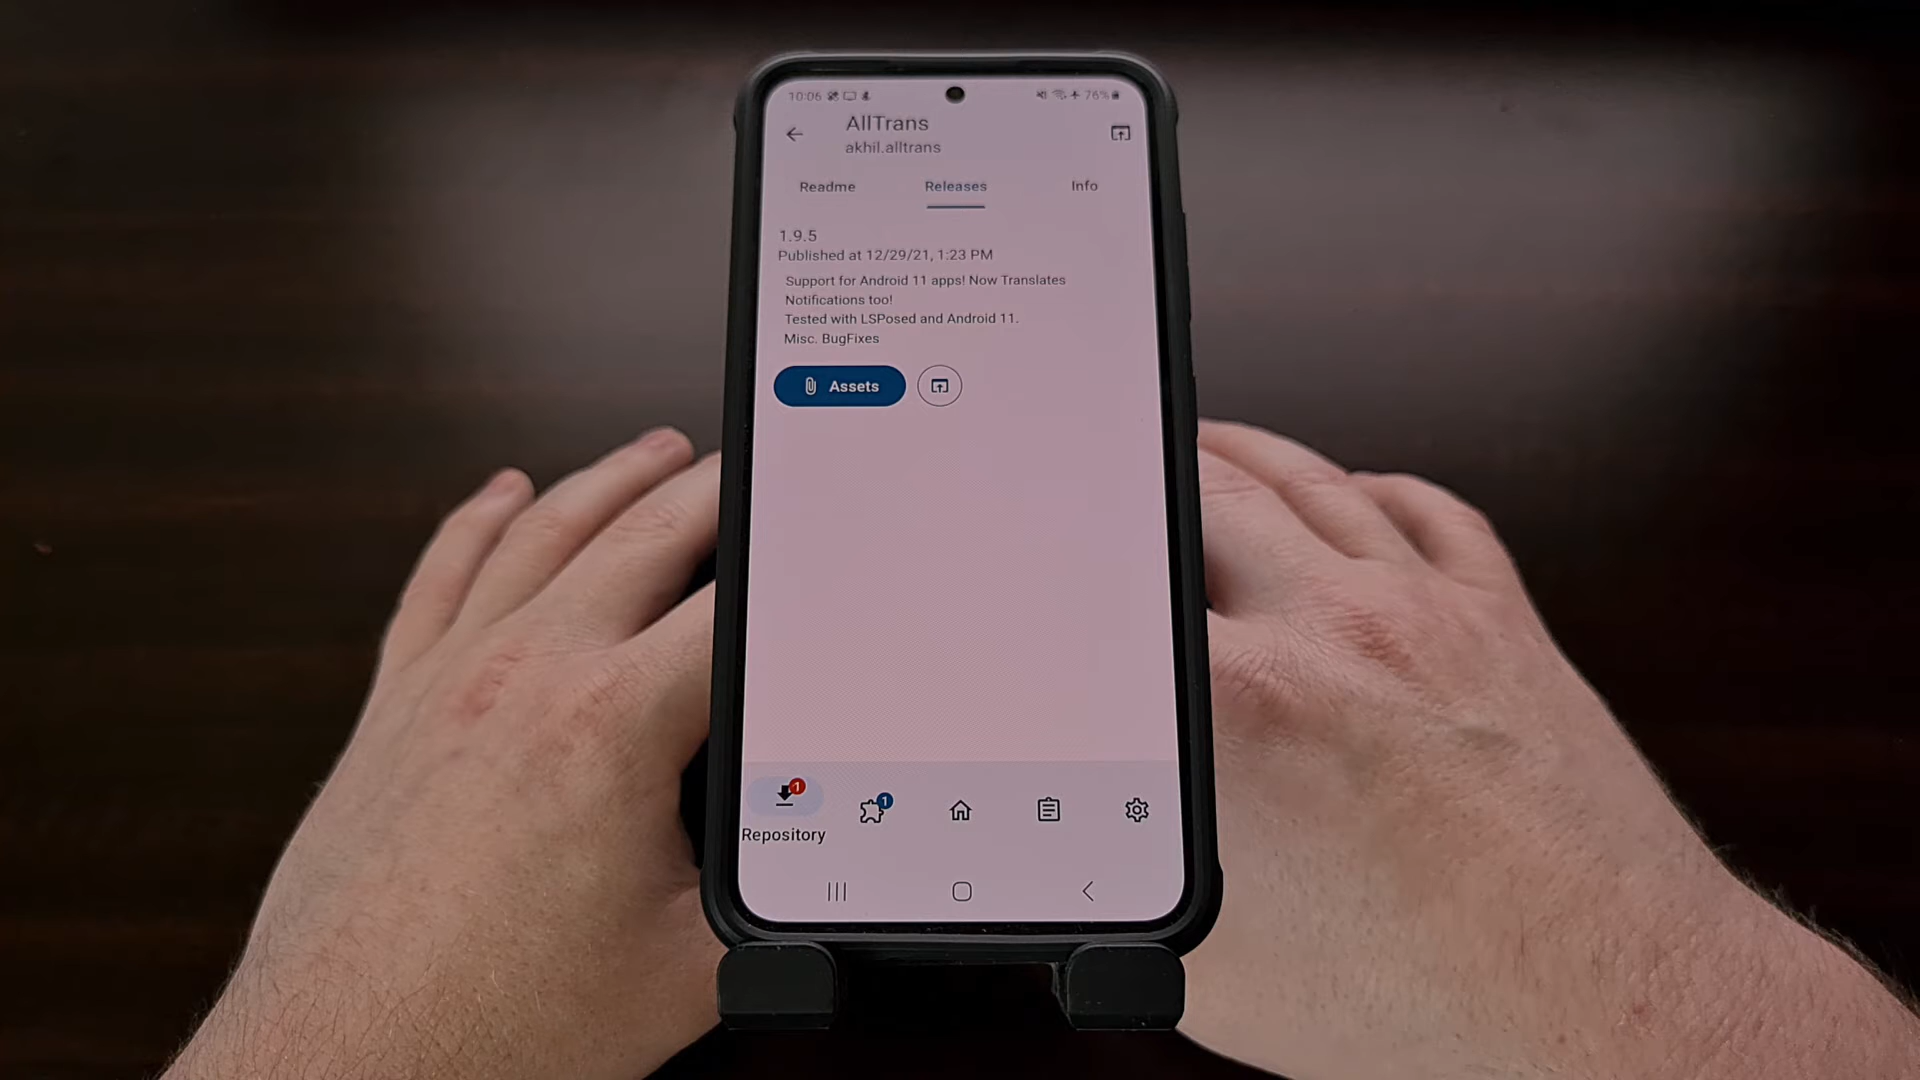 10:06
76%
AllTrans
akhil.alltrans
Readme
Releases
Info
1.9.5
Published at 12/29/21, 1:23 PM
Support for Android 11 apps! Now Translates
Notifications too!
Tested with LSPosed and Android 11.
Misc. BugFixes
Assets
1
1
Repository